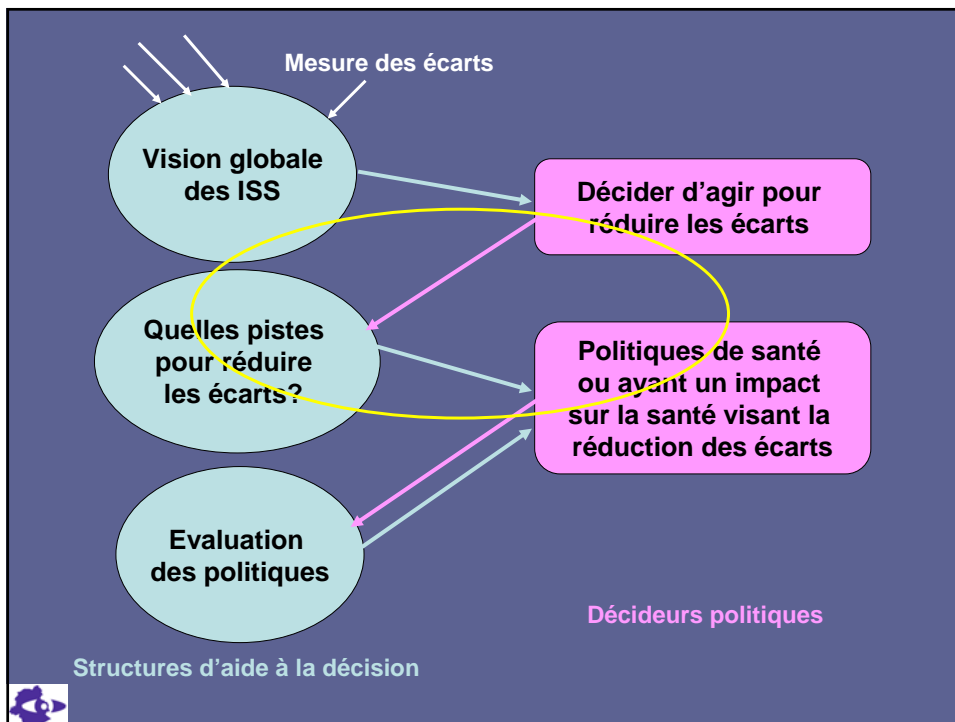 Mesure des écarts
Vision globale
des ISS
Décider d'agir pour
réduire les écarts
Quelles pistes
pour réduire
les écarts?
Politiques de santé
ou ayant un impact
sur la santé visant la
réduction des écarts
Evaluation
des politiques
Décideurs politiques
Structures d'aide à la décision